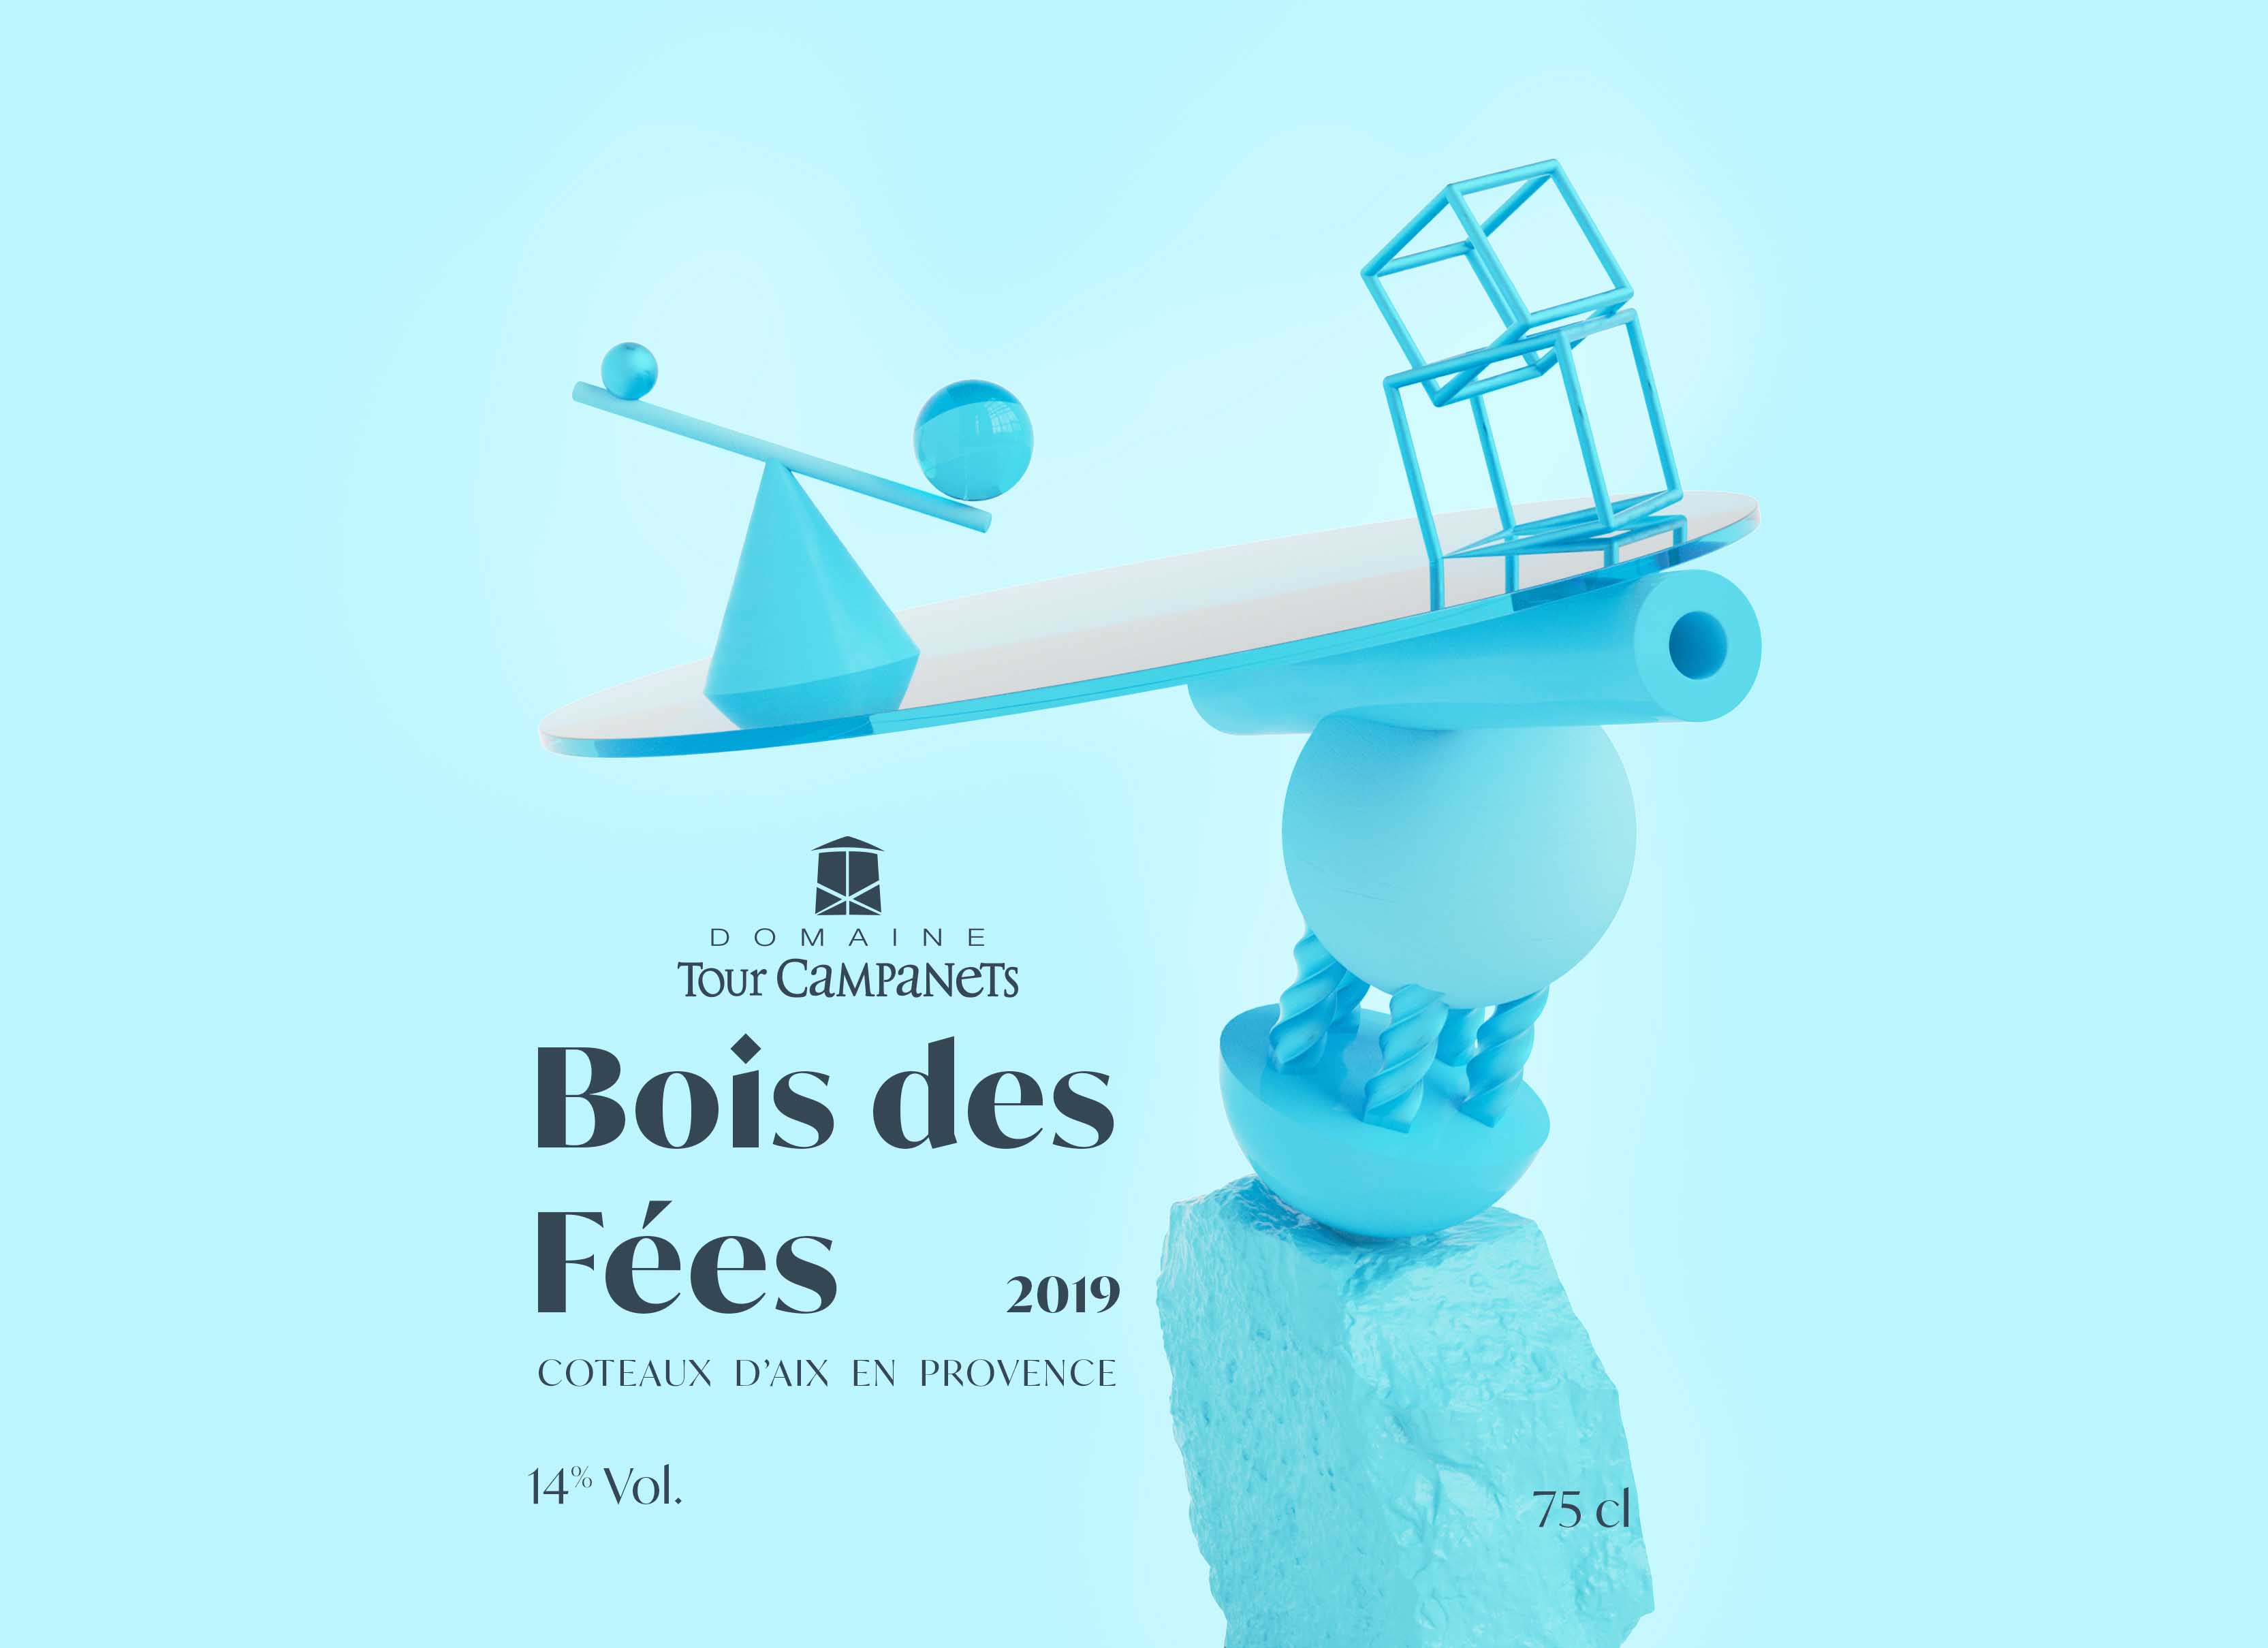 DOMAINE
Tour CAMPANETS
Bois des
Fées 2019
COTEAUX D'AIX EN PROVENCE
14% Vol.
75 cl